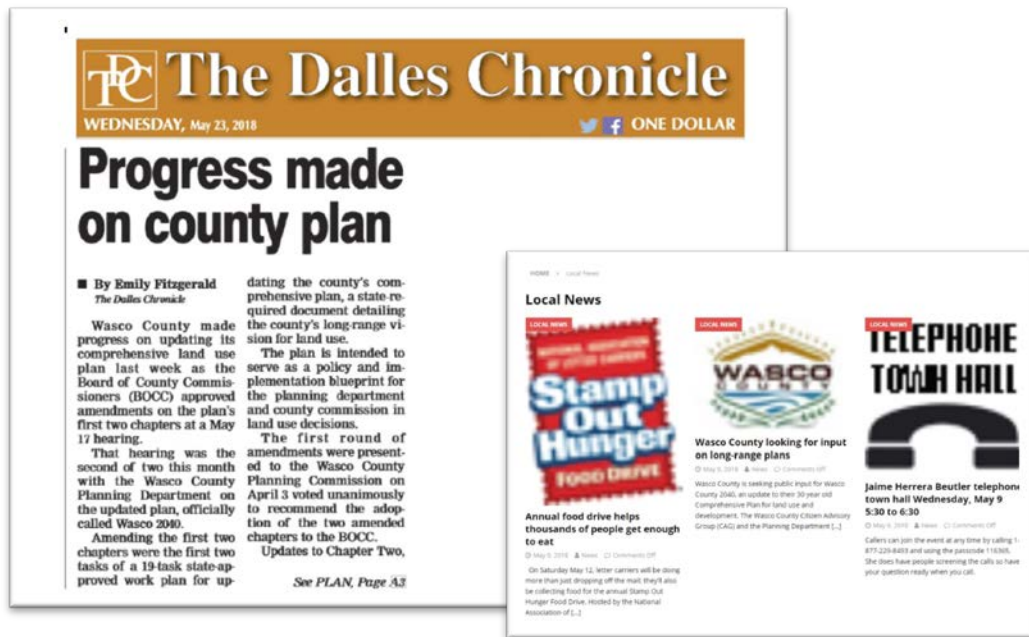 TDC The Dalles Chronicle
WEDNESDAY, May 23, 2018
ONE DOLLAR
Progress made
on county plan
■ By Emily Fitzgerald
The Dalles Chronicle
Wasco County made
progress on updating its
comprehensive land use
plan last week as the
Board of County Commis-
sioners (BOCC) approved
amendments on the plan's
first two chapters at a May
17 hearing.
That hearing was the
second of two this month
with the Wasco County
Planning Department on
the updated plan, officially
called Wasco 2040.
Amending the first two
chapters were the first two
tasks of a 19-task state-ap-
proved work plan for up-
dating the county's com-
prehensive plan, a state-re-
quired document detailing
the county's long-range vi-
sion for land use.
The plan is intended to
serve as a policy and im-
plementation blueprint for
the planning department
and county commission in
land use decisions.
The first round of
amendments were present-
ed to the Wasco County
Planning Commission on
April 3 voted unanimously
to recommend the adop-
tion of the two amended
chapters to the BOCC.
Updates to Chapter Two,
See PLAN, Page A3
HOME > Local News
Local News
LOCAL NEWS
NATIONAL ASSOCIATION
OF LETTER CARRIERS
Stamp
Out
Hunger
FOOD DRIVE
Annual food drive helps
thousands of people get enough
to eat
May 9, 2018 News Comments Off
On Saturday May 12, letter carriers will be doing
more than just dropping off the mail: they'll also
be collecting food for the annual Stamp Out
Hunger Food Drive. Hosted by the National
Association of [...]
LOCAL NEWS
WASCO
COUNTY
Wasco County looking for input
on long-range plans
May 9, 2018 News Comments Off
Wasco County is seeking public input for Wasco
County 2040, an update to their 30 year old
Comprehensive Plan for land use and
development. The Wasco County Citizen Advisory
Group (CAG) and the Planning Department [...]
LOCAL NEWS
TELEPHONE
TOWN HALL
Jaime Herrera Beutler telephone
town hall Wednesday, May 9
5:30 to 6:30
May 9, 2018 News Comments Off
Callers can join the event at any time by calling 1-
877-229-8493 and using the passcode 116365.
She does have people screening the calls so have
your question ready when you call.